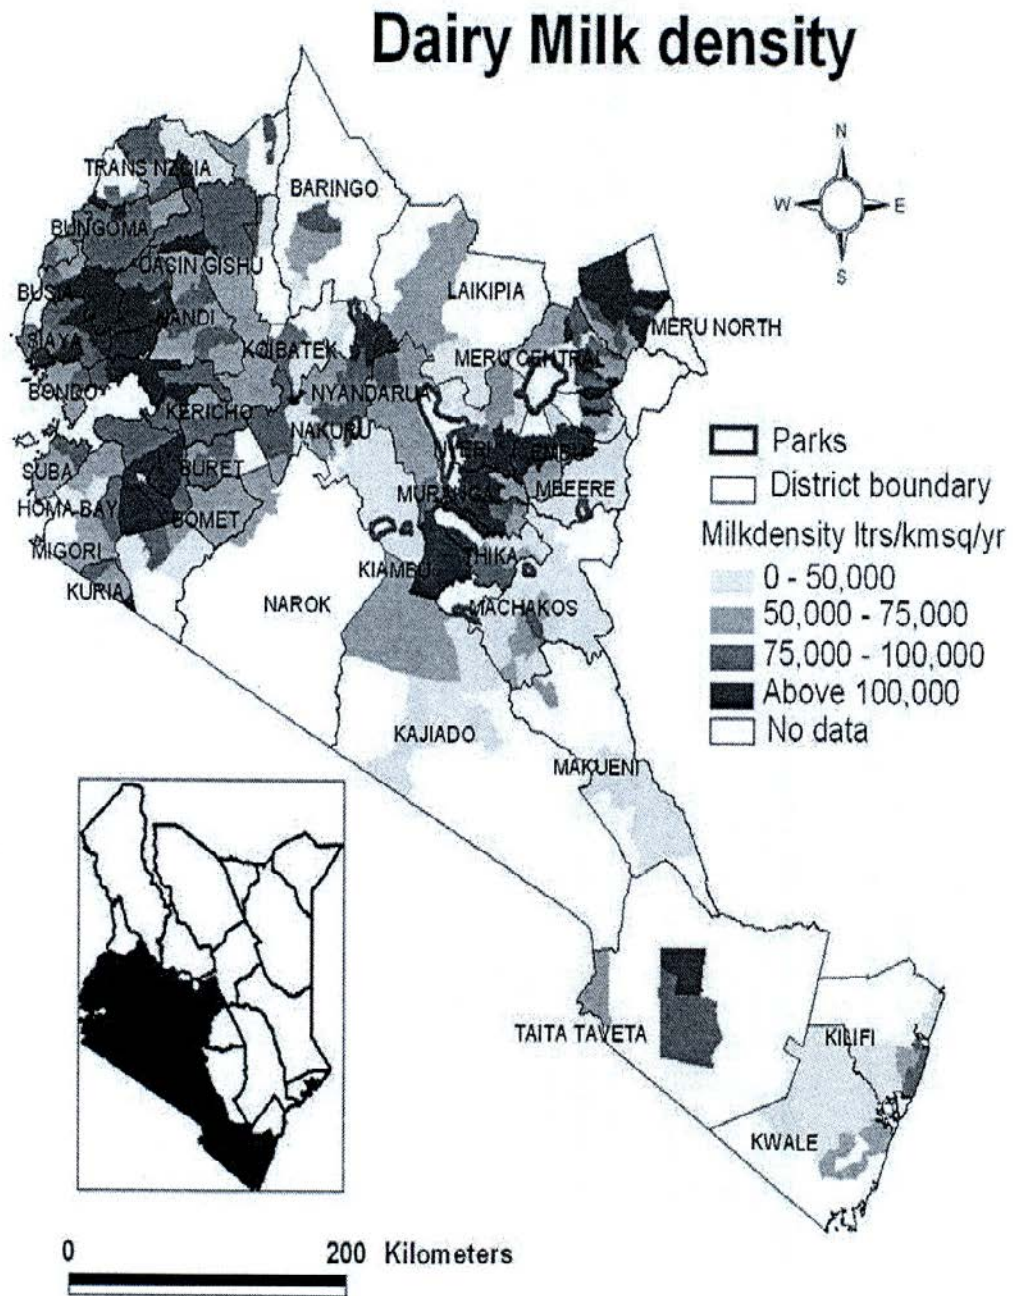 Dairy Milk density
N
W
E
S
TRANS NZOIA
BARINGO
BUNGOMA
UASIN GISHU
BUSIA
LAIKIPIA
NANDI
SIAYA
MERU NORTH
KOIBATEK
MERU CENTRAL
BONDO
NYANDARUA
KERICHO
NAKURU
NYERI
EMBU
SUBA
BURET
MURANGA
MBEERE
HOMA BAY
BOMET
MIGORI
THIKA
KIAMBU
KURIA
NAROK
MACHAKOS
KAJIADO
MAKUENI
TAITA TAVETA
KILIFI
KWALE
Parks
District boundary
Milkdensity ltrs/kmsq/yr
0 - 50,000
50,000 - 75,000
75,000 - 100,000
Above 100,000
No data
0 200 Kilometers